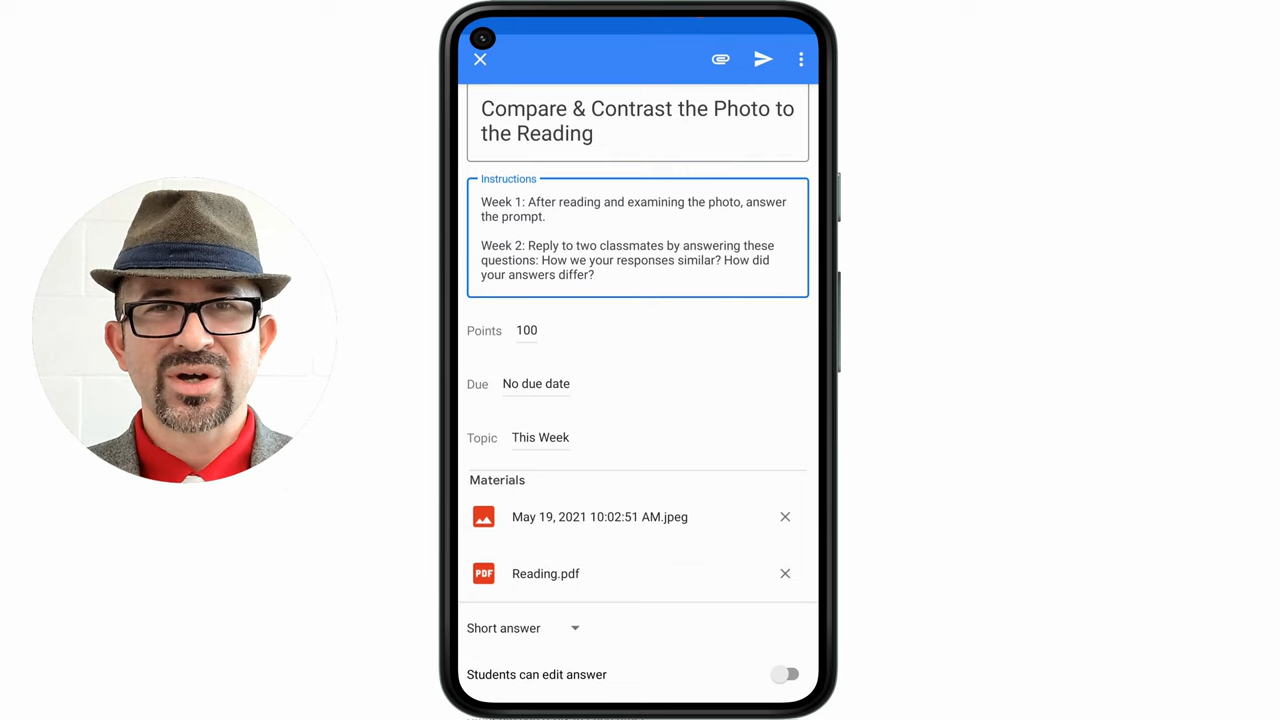 Compare & Contrast the Photo to
the Reading
Instructions
Week 1: After reading and examining the photo, answer
the prompt.
Week 2: Reply to two classmates by answering these
questions: How we your responses similar? How did
your answers differ?
Points 100
Due No due date
Topic This Week
Materials
May 19, 2021 10:02:51 AM.jpeg
PDF Reading.pdf
Short answer
Students can edit answer